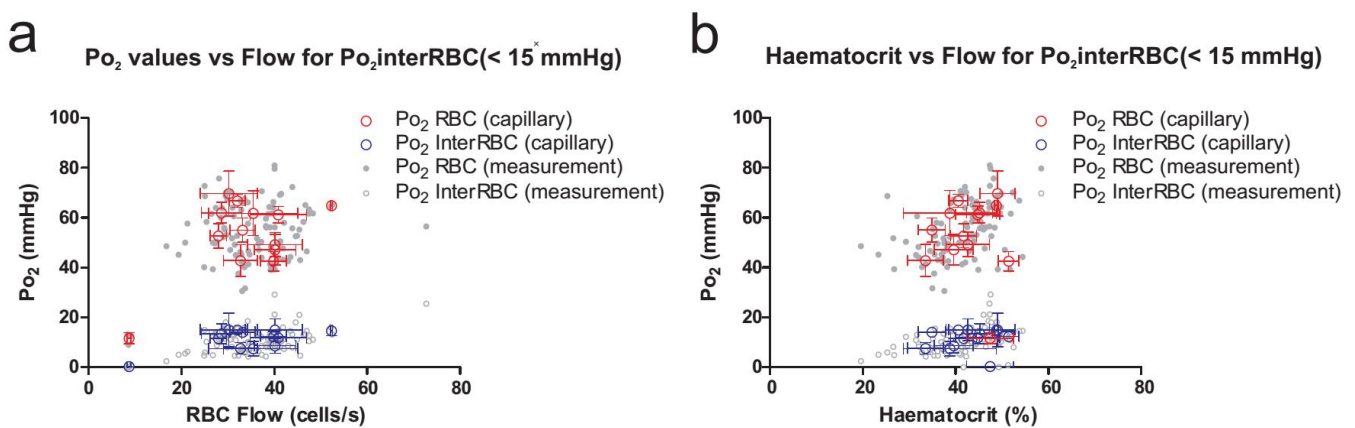 a
Po₂ values vs Flow for Po₂interRBC(< 15× mmHg)
100
80
60
40
20
0
Po₂ (mmHg)
0 20 40 60 80
RBC Flow (cells/s)
Po₂ RBC (capillary)
Po₂ InterRBC (capillary)
Po₂ RBC (measurement)
Po₂ InterRBC (measurement)
b
Haematocrit vs Flow for Po₂interRBC(< 15 mmHg)
100
80
60
40
20
0
Po₂ (mmHg)
0 20 40 60 80
Haematocrit (%)
Po₂ RBC (capillary)
Po₂ InterRBC (capillary)
Po₂ RBC (measurement)
Po₂ InterRBC (measurement)